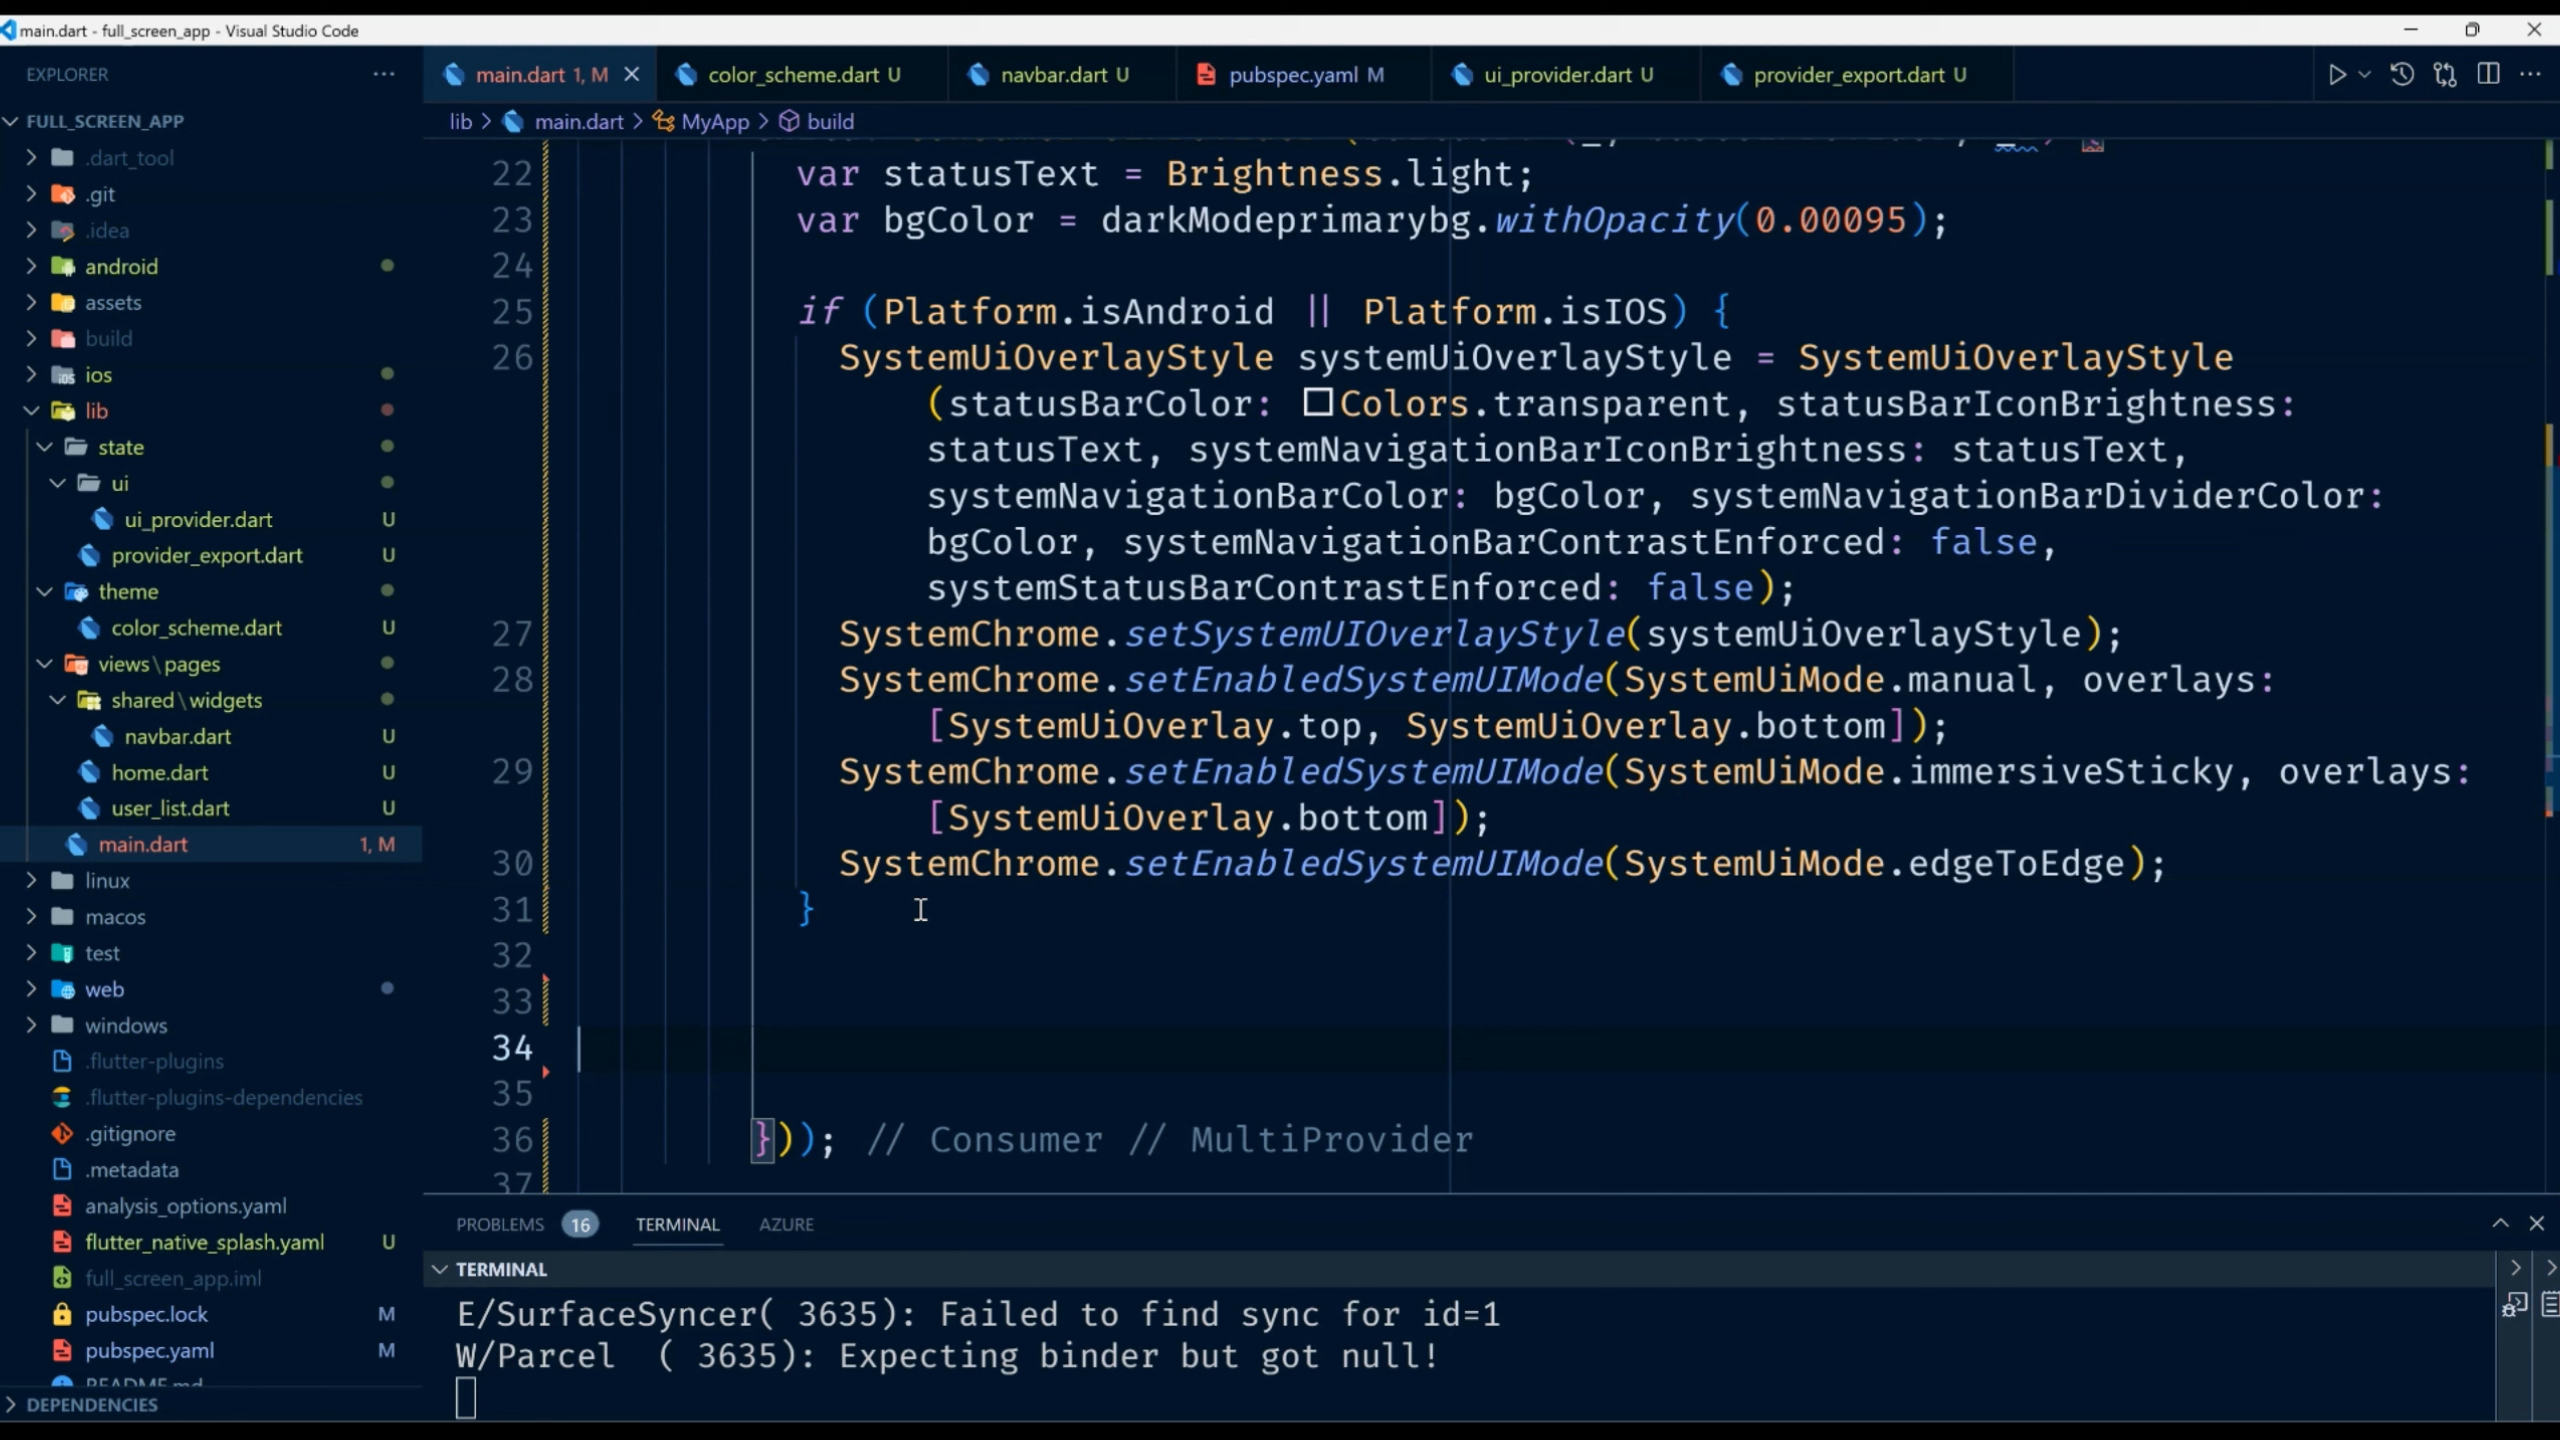 main.dart - full_screen_app - Visual Studio Code
EXPLORER
FULL_SCREEN_APP
.dart_tool
.git
.idea
android
assets
build
ios
lib
state
ui
ui_provider.dart U
provider_export.dart U
theme
color_scheme.dart U
views\pages
shared\widgets
navbar.dart U
home.dart U
user_list.dart U
main.dart 1, M
linux
macos
test
web
windows
.flutter-plugins
.flutter-plugins-dependencies
.gitignore
.metadata
analysis_options.yaml
flutter_native_splash.yaml U
full_screen_app.iml
pubspec.lock M
pubspec.yaml M
README.md
DEPENDENCIES
main.dart 1, M
color_scheme.dart U
navbar.dart U
pubspec.yaml M
ui_provider.dart U
provider_export.dart U
lib > main.dart > MyApp > build
22 var statusText = Brightness.light;
23 var bgColor = darkModeprimarybg.withOpacity(0.00095);
24
25 if (Platform.isAndroid || Platform.isIOS) {
26 SystemUiOverlayStyle systemUiOverlayStyle = SystemUiOverlayStyle
(statusBarColor: Colors.transparent, statusBarIconBrightness:
statusText, systemNavigationBarIconBrightness: statusText,
systemNavigationBarColor: bgColor, systemNavigationBarDividerColor:
bgColor, systemNavigationBarContrastEnforced: false,
systemStatusBarContrastEnforced: false);
27 SystemChrome.setSystemUIOverlayStyle(systemUiOverlayStyle);
28 SystemChrome.setEnabledSystemUIMode(SystemUiMode.manual, overlays:
[SystemUiOverlay.top, SystemUiOverlay.bottom]);
29 SystemChrome.setEnabledSystemUIMode(SystemUiMode.immersiveSticky, overlays:
[SystemUiOverlay.bottom]);
30 SystemChrome.setEnabledSystemUIMode(SystemUiMode.edgeToEdge);
31 }
32
33
34
35
36 })); // Consumer // MultiProvider
37
PROBLEMS 16 TERMINAL AZURE
TERMINAL
E/SurfaceSyncer( 3635): Failed to find sync for id=1
W/Parcel ( 3635): Expecting binder but got null!